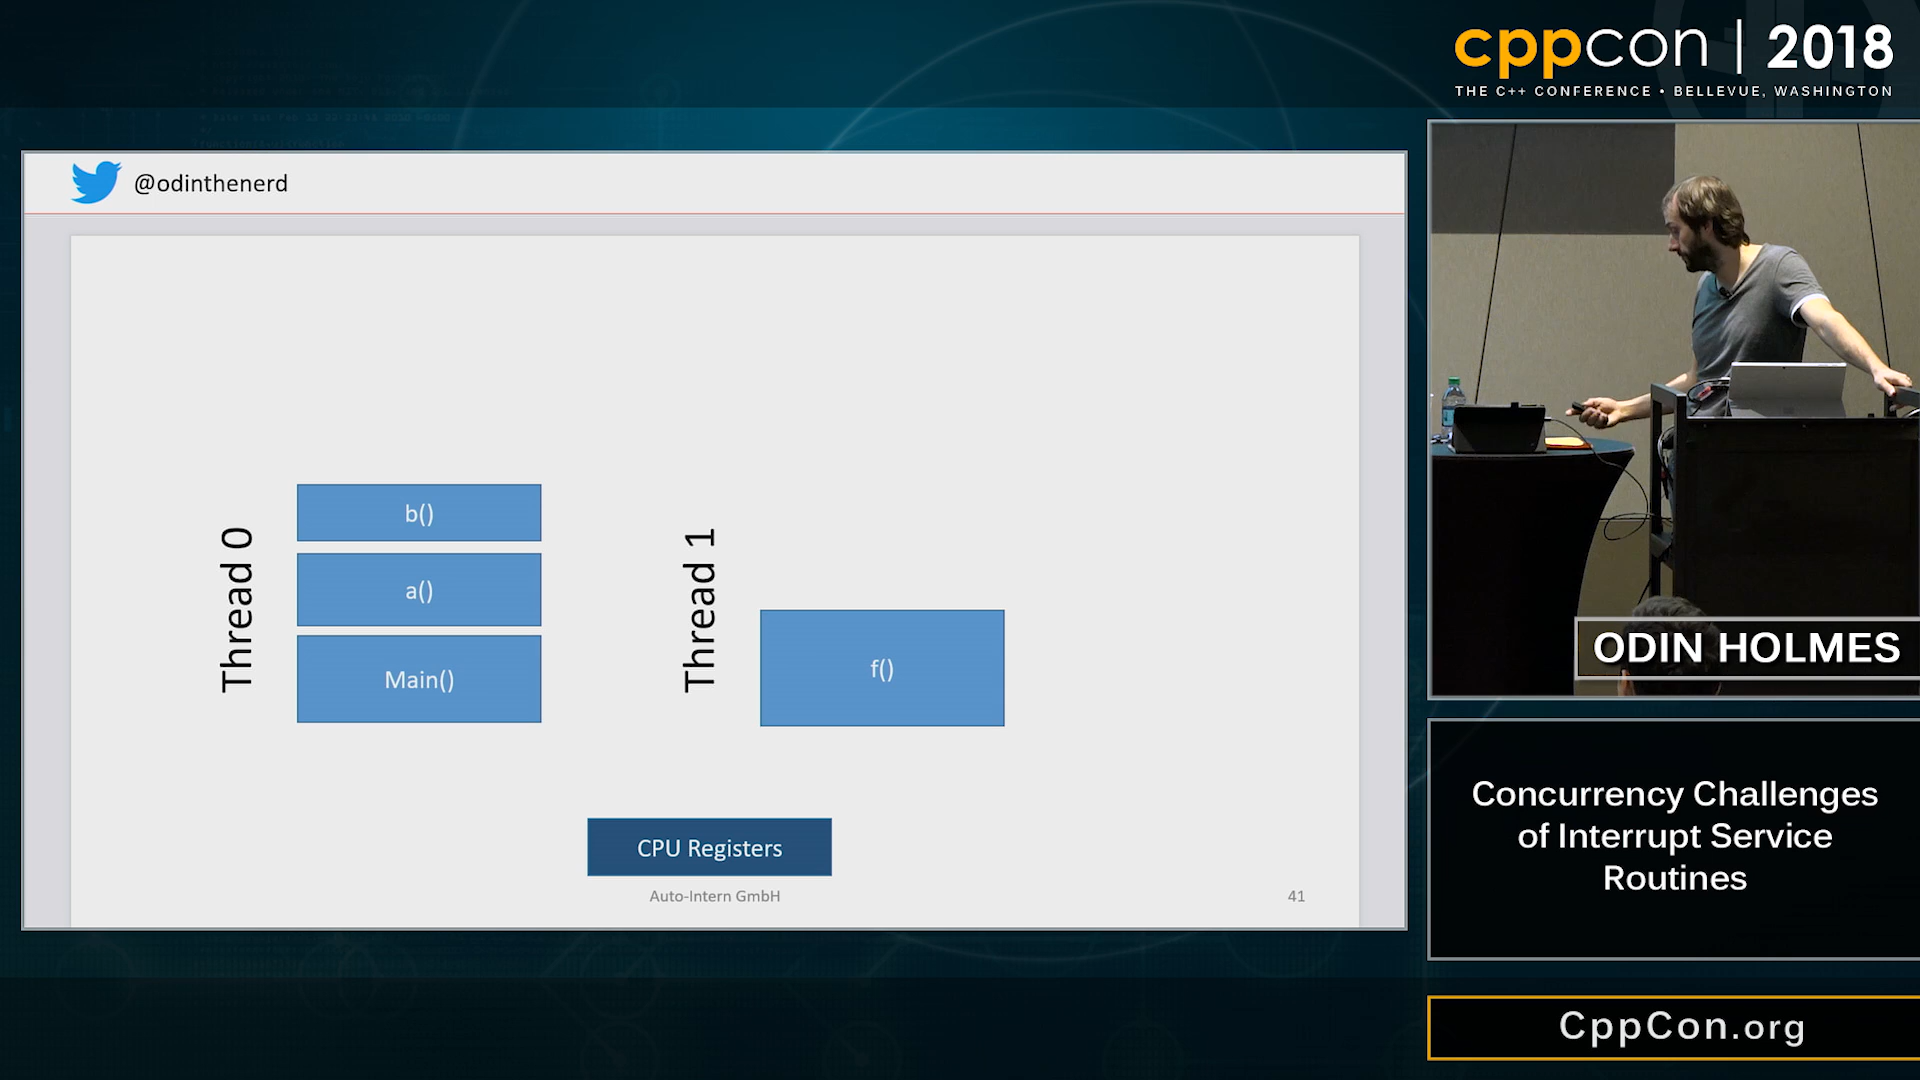 cppcon | 2018
THE C++ CONFERENCE • BELLEVUE, WASHINGTON
@odinthenerd
Thread 0
b()
a()
Main()
Thread 1
f()
CPU Registers
Auto-Intern GmbH
41
ODIN HOLMES
Concurrency Challenges
of Interrupt Service
Routines
CppCon.org